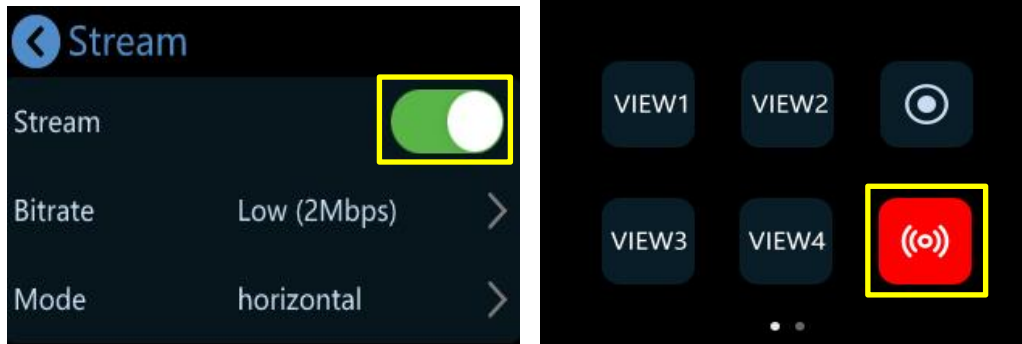 Stream
Stream
Bitrate Low (2Mbps)
Mode horizontal
VIEW1 VIEW2
VIEW3 VIEW4